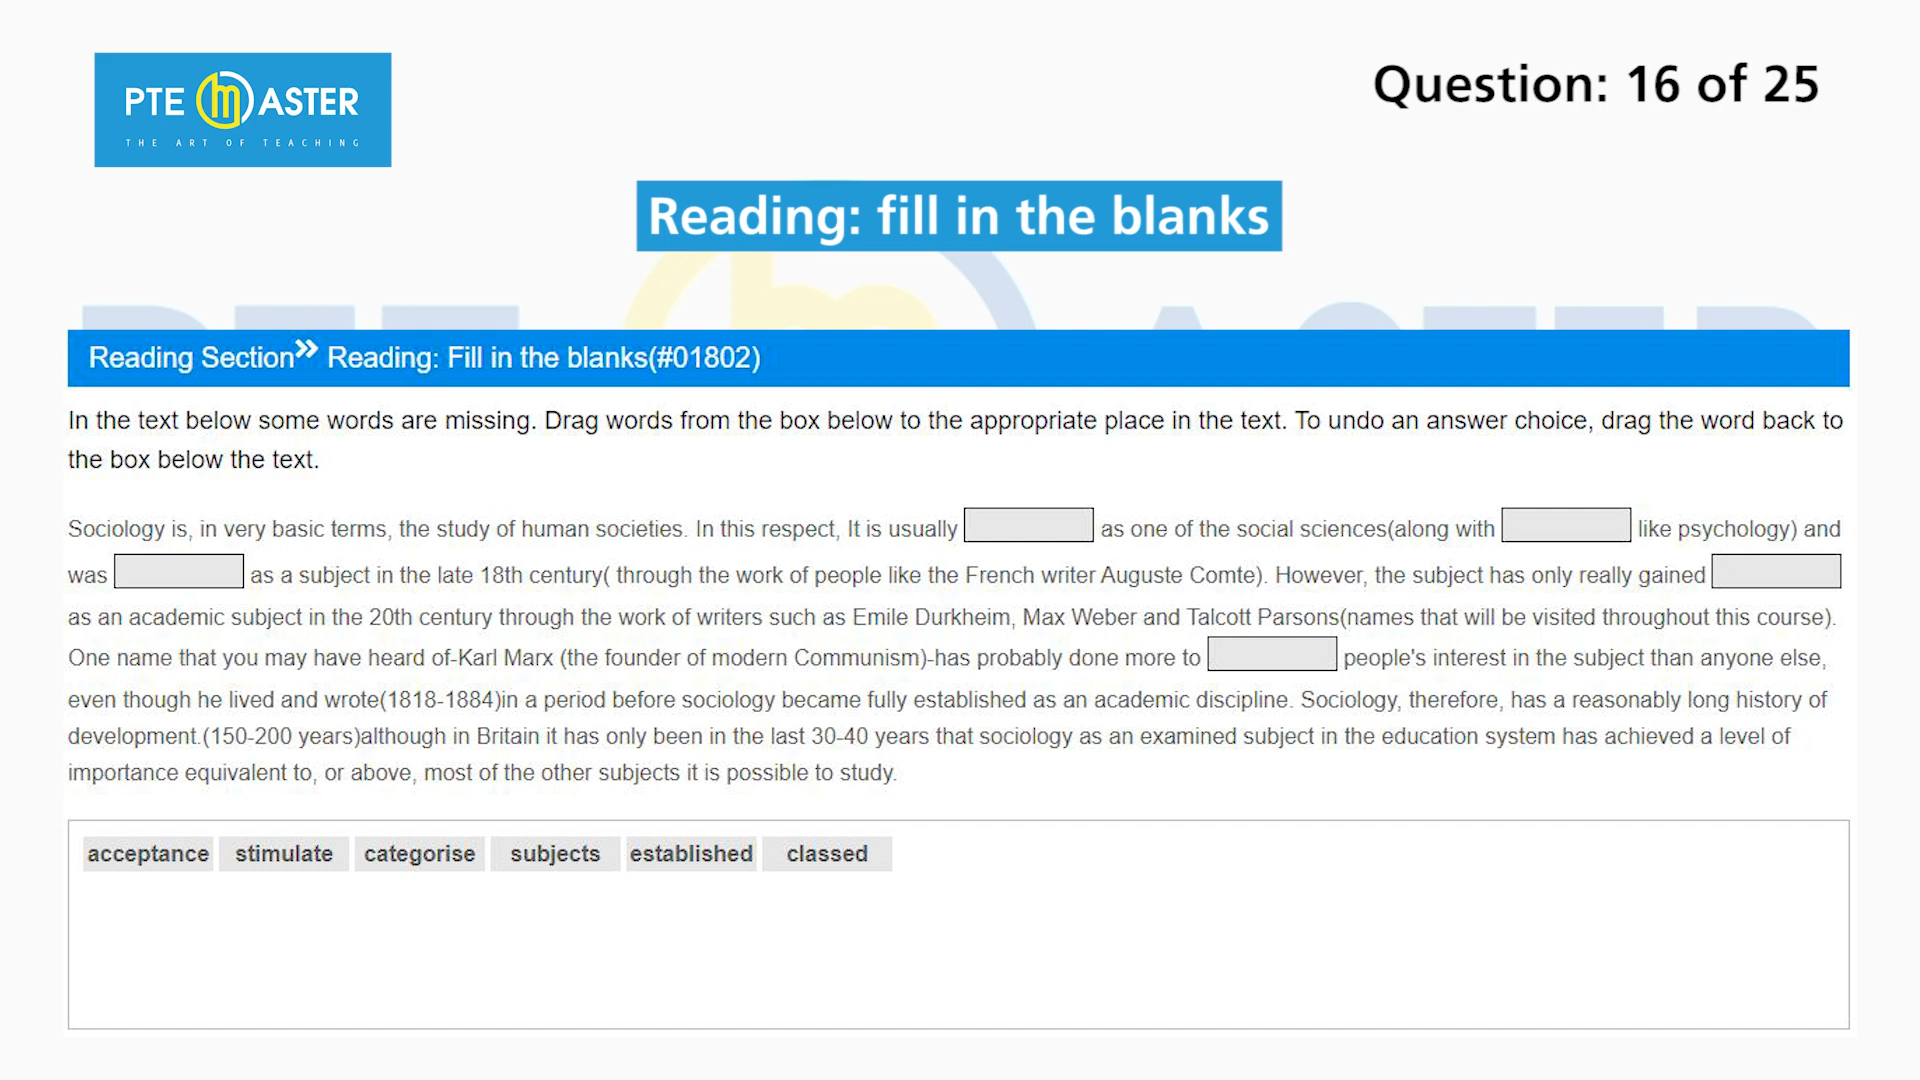 PTE MASTER
THE ART OF TEACHING
Question: 16 of 25
Reading: fill in the blanks
Reading Section» Reading: Fill in the blanks(#01802)
In the text below some words are missing. Drag words from the box below to the appropriate place in the text. To undo an answer choice, drag the word back to
the box below the text.
Sociology is, in very basic terms, the study of human societies. In this respect, It is usually as one of the social sciences(along with like psychology) and
was as a subject in the late 18th century( through the work of people like the French writer Auguste Comte). However, the subject has only really gained
as an academic subject in the 20th century through the work of writers such as Emile Durkheim, Max Weber and Talcott Parsons(names that will be visited throughout this course).
One name that you may have heard of-Karl Marx (the founder of modern Communism)-has probably done more to people's interest in the subject than anyone else,
even though he lived and wrote(1818-1884)in a period before sociology became fully established as an academic discipline. Sociology, therefore, has a reasonably long history of
development.(150-200 years)although in Britain it has only been in the last 30-40 years that sociology as an examined subject in the education system has achieved a level of
importance equivalent to, or above, most of the other subjects it is possible to study.
acceptance stimulate categorise subjects established classed